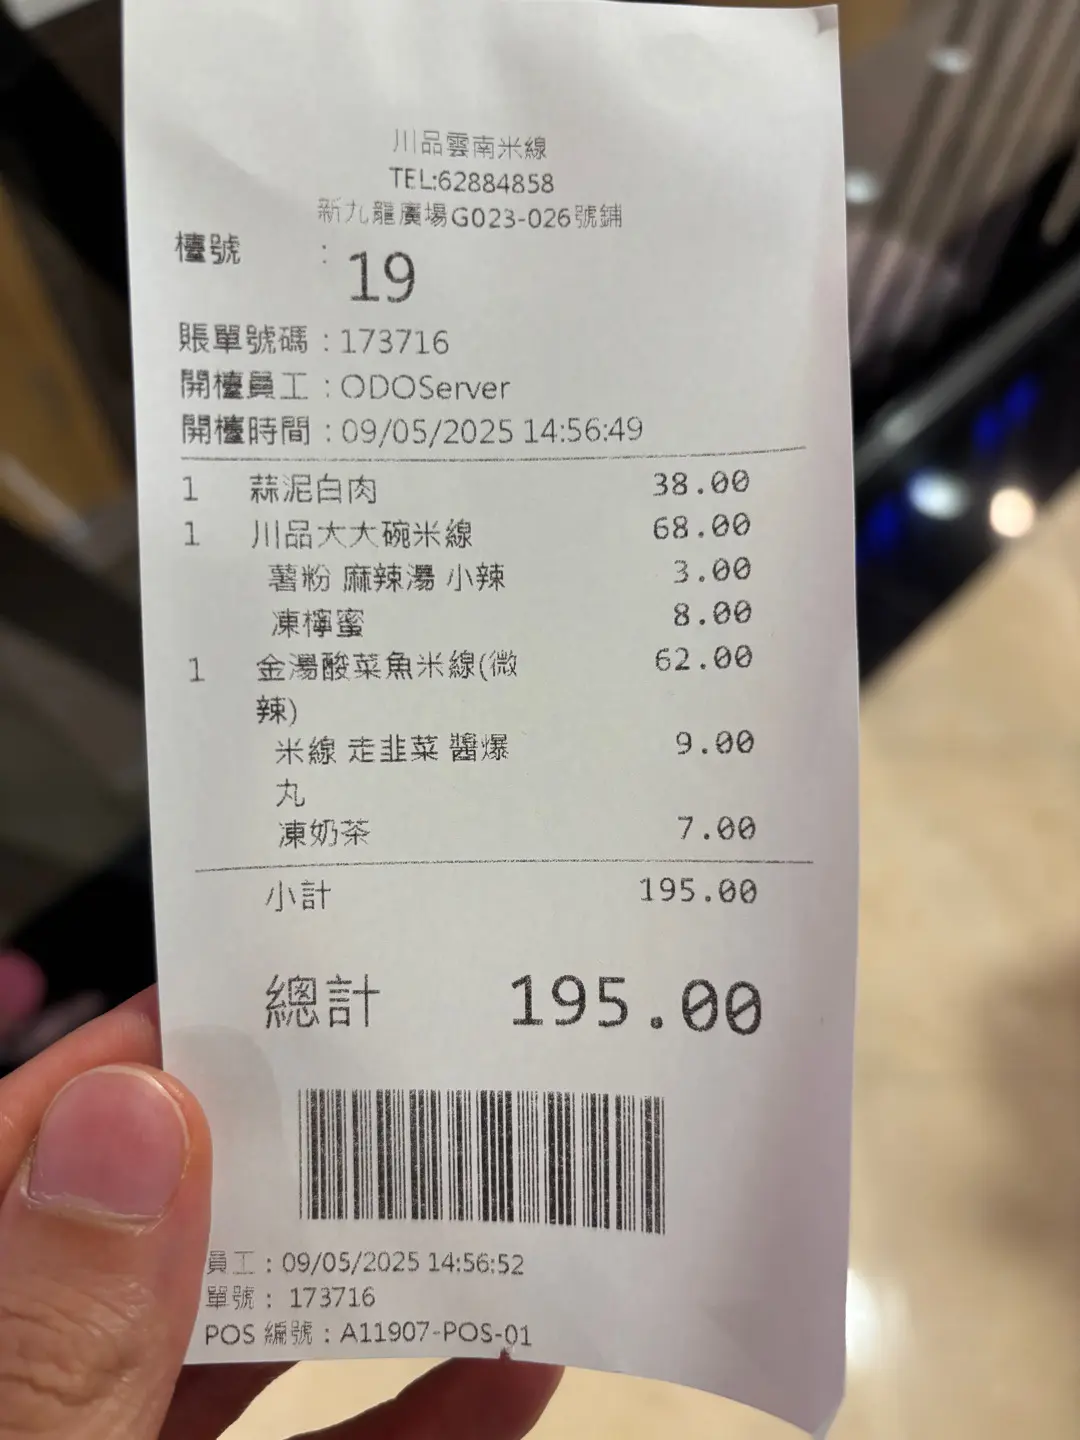 川品雲南米線
TEL:62884858
新九龍廣場G023-026號鋪
檯號 : 19
賬單號碼 : 173716
開檯員工 : ODOServer
開檯時間 : 09/05/2025 14:56:49
1 蒜泥白肉 38.00
1 川品大大碗米線 68.00
薯粉 麻辣湯 小辣 3.00
凍檸蜜 8.00
1 金湯酸菜魚米線(微 62.00
辣)
米線 走韭菜 醬爆 9.00
丸
凍奶茶 7.00
小計 195.00
總計 195.00
員工 : 09/05/2025 14:56:52
單號 : 173716
POS 編號 : A11907-POS-01